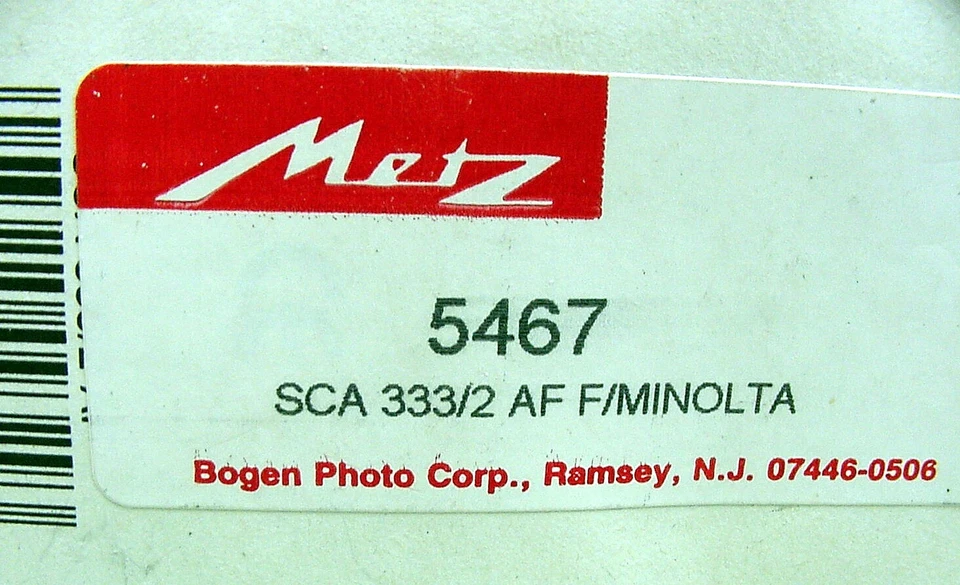 Metz
5467
SCA 333/2 AF F/MINOLTA
Bogen Photo Corp., Ramsey, N.J. 07446-0506